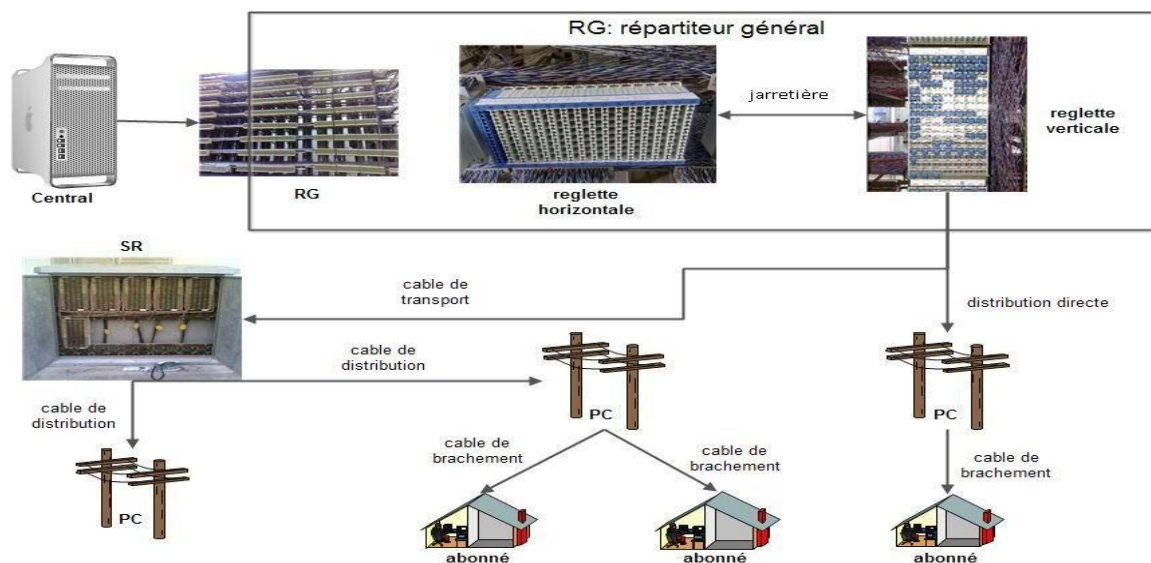 RG: répartiteur général
jarretière
reglette
verticale
Central
RG
reglette
horizontale
SR
cable de
transport
distribution directe
cable de
distribution
cable de
distribution
PC
PC
PC
cable de
brachement
cable de
brachement
cable de
brachement
abonné
abonné
abonné